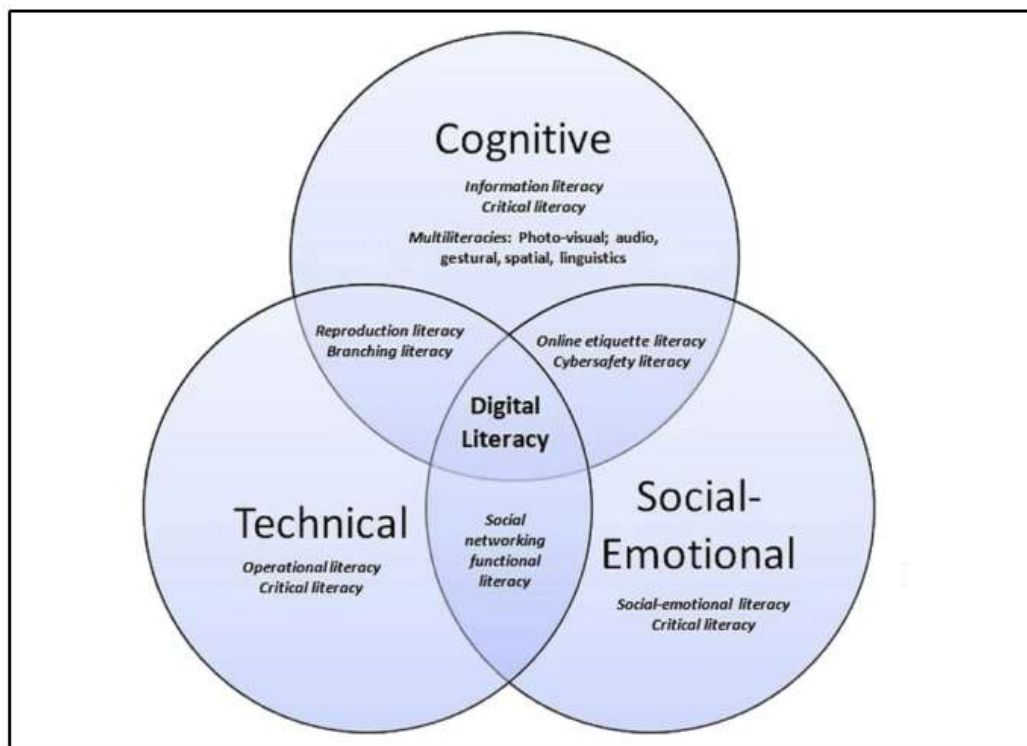 Cognitive
Information literacy
Critical literacy
Multiliteracies: Photo-visual; audio,
gestural, spatial, linguistics
Reproduction literacy
Branching literacy
Online etiquette literacy
Cybersafety literacy
Digital
Literacy
Technical
Operational literacy
Critical literacy
Social
networking
functional
literacy
Social-
Emotional
Social-emotional literacy
Critical literacy